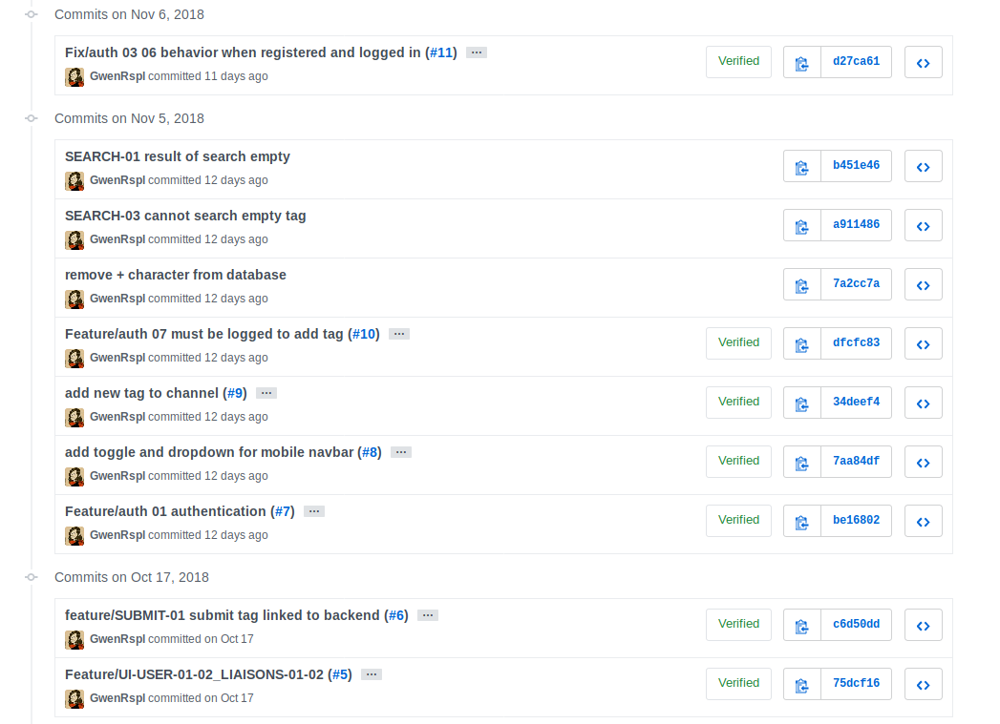 Commits on Nov 6, 2018
Fix/auth 03 06 behavior when registered and logged in (#11) …
Verified
d27ca61
GwenRspl committed 11 days ago
Commits on Nov 5, 2018
SEARCH-01 result of search empty
b451e46
GwenRspl committed 12 days ago
SEARCH-03 cannot search empty tag
a911486
GwenRspl committed 12 days ago
remove + character from database
7a2cc7a
GwenRspl committed 12 days ago
Feature/auth 07 must be logged to add tag (#10) …
Verified
dfcfc83
GwenRspl committed 12 days ago
add new tag to channel (#9) …
Verified
34deef4
GwenRspl committed 12 days ago
add toggle and dropdown for mobile navbar (#8) …
Verified
7aa84df
GwenRspl committed 12 days ago
Feature/auth 01 authentication (#7) …
Verified
be16802
GwenRspl committed 12 days ago
Commits on Oct 17, 2018
feature/SUBMIT-01 submit tag linked to backend (#6) …
Verified
c6d50dd
GwenRspl committed on Oct 17
Feature/UI-USER-01-02_LIAISONS-01-02 (#5) …
Verified
75dcf16
GwenRspl committed on Oct 17